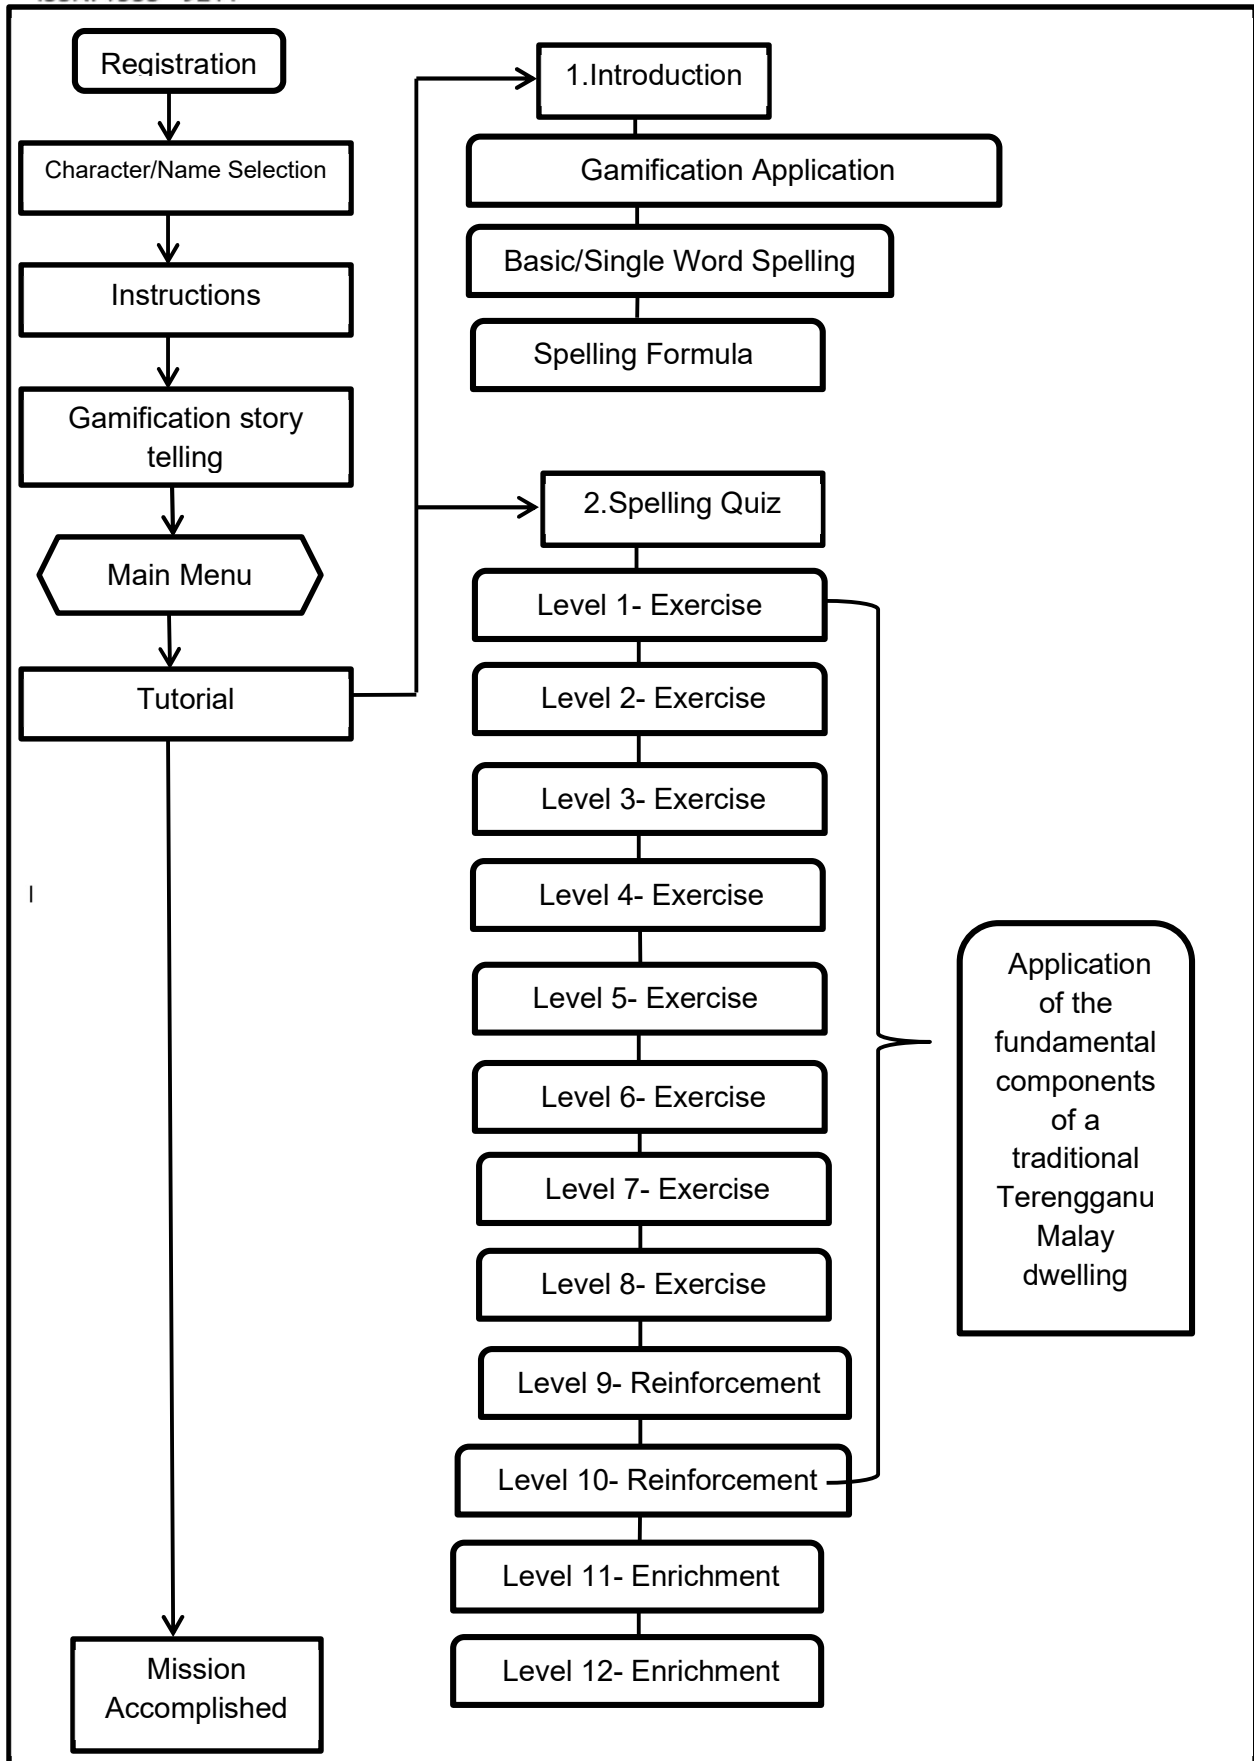 Registration
Character/Name Selection
Instructions
Gamification story
telling
Main Menu
Tutorial
Mission
Accomplished
1.Introduction
Gamification Application
Basic/Single Word Spelling
Spelling Formula
2.Spelling Quiz
Level 1- Exercise
Level 2- Exercise
Level 3- Exercise
Level 4- Exercise
Level 5- Exercise
Level 6- Exercise
Level 7- Exercise
Level 8- Exercise
Level 9- Reinforcement
Level 10- Reinforcement
Level 11- Enrichment
Level 12- Enrichment
Application
of the
fundamental
components
of a
traditional
Terengganu
Malay
dwelling